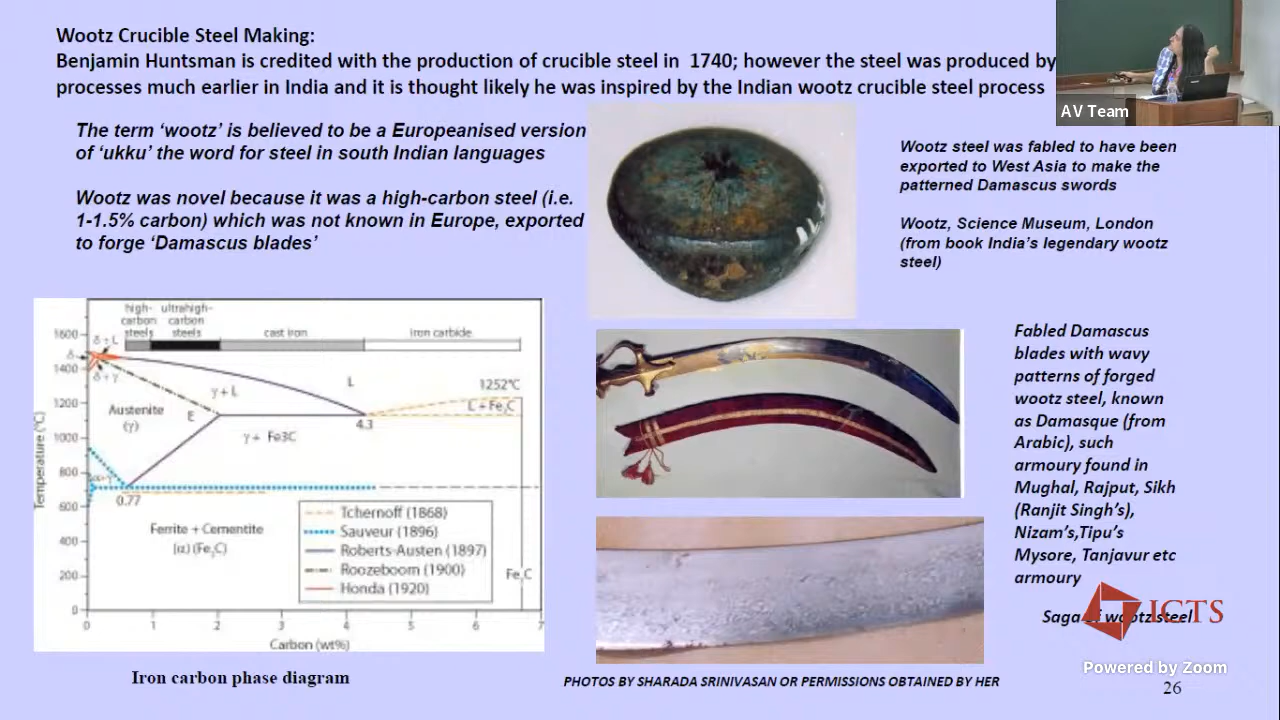 Wootz Crucible Steel Making:
Benjamin Huntsman is credited with the production of crucible steel in 1740; however the steel was produced by
processes much earlier in India and it is thought likely he was inspired by the Indian wootz crucible steel process
AV Team
The term ‘wootz’ is believed to be a Europeanised version
of ‘ukku’ the word for steel in south Indian languages
Wootz was novel because it was a high-carbon steel (i.e.
1-1.5% carbon) which was not known in Europe, exported
to forge ‘Damascus blades’
Wootz steel was fabled to have been
exported to West Asia to make the
patterned Damascus swords
Wootz, Science Museum, London
(from book India’s legendary wootz
steel)
high-
carbon
steels
ultrahigh-
carbon
steels
cast iron
iron carbide
1600
1400
1200
1000
800
600
400
200
0
Temperature (°C)
δ + L
δ
δ + γ
γ + L
L
1252°C
L + Fe3C
Austenite
(γ)
E
4.3
γ + Fe3C
0.77
Ferrite + Cementite
(α) (Fe3C)
Fe3C
Tchernoff (1868)
Sauveur (1896)
Roberts-Austen (1897)
Roozeboom (1900)
Honda (1920)
0 1 2 3 4 5 6 7
Carbon (wt%)
Iron carbon phase diagram
Fabled Damascus
blades with wavy
patterns of forged
wootz steel, known
as Damasque (from
Arabic), such
armoury found in
Mughal, Rajput, Sikh
(Ranjit Singh’s),
Nizam’s,Tipu’s
Mysore, Tanjavur etc
armoury
Saga of wootz steel
ICTS
Powered by Zoom
PHOTOS BY SHARADA SRINIVASAN OR PERMISSIONS OBTAINED BY HER
26